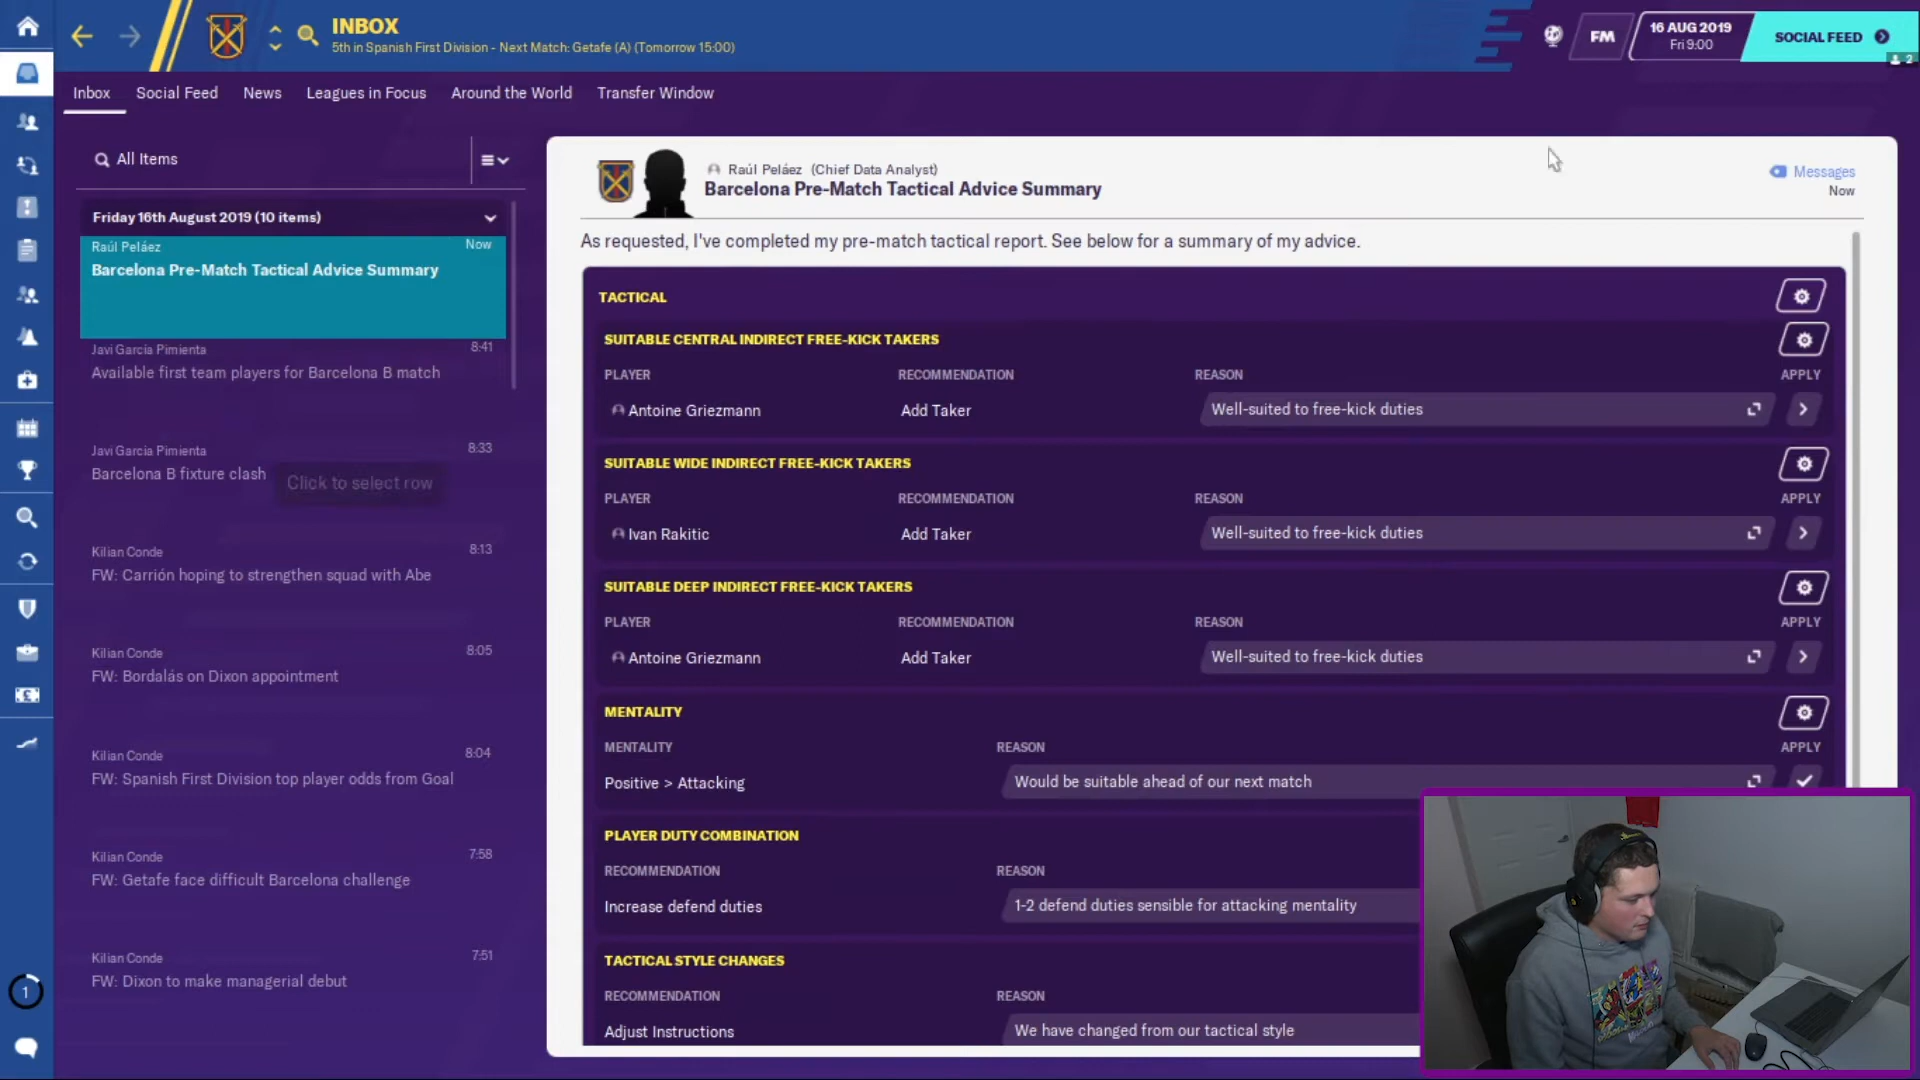 INBOX
5th in Spanish First Division - Next Match: Getafe (A) (Tomorrow 15:00)
FM
16 AUG 2019
Fri 9:00
SOCIAL FEED
2
Inbox Social Feed News Leagues in Focus Around the World Transfer Window
All Items
Friday 16th August 2019 (10 items)
Raúl Peláez Now
Barcelona Pre-Match Tactical Advice Summary
Javi García Pimienta 8:41
Available first team players for Barcelona B match
Javi García Pimienta 8:33
Barcelona B fixture clash
Click to select row
Kilian Conde 8:13
FW: Carrión hoping to strengthen squad with Abe
Kilian Conde 8:05
FW: Bordalás on Dixon appointment
Kilian Conde 8:04
FW: Spanish First Division top player odds from Goal
Kilian Conde 7:58
FW: Getafe face difficult Barcelona challenge
Kilian Conde 7:51
FW: Dixon to make managerial debut
1
Raúl Peláez (Chief Data Analyst)
Barcelona Pre-Match Tactical Advice Summary
Messages
Now
As requested, I've completed my pre-match tactical report. See below for a summary of my advice.
TACTICAL
SUITABLE CENTRAL INDIRECT FREE-KICK TAKERS
PLAYER RECOMMENDATION REASON APPLY
Antoine Griezmann Add Taker Well-suited to free-kick duties
SUITABLE WIDE INDIRECT FREE-KICK TAKERS
PLAYER RECOMMENDATION REASON APPLY
Ivan Rakitic Add Taker Well-suited to free-kick duties
SUITABLE DEEP INDIRECT FREE-KICK TAKERS
PLAYER RECOMMENDATION REASON APPLY
Antoine Griezmann Add Taker Well-suited to free-kick duties
MENTALITY
MENTALITY REASON APPLY
Positive > Attacking Would be suitable ahead of our next match
PLAYER DUTY COMBINATION
RECOMMENDATION REASON
Increase defend duties 1-2 defend duties sensible for attacking mentality
TACTICAL STYLE CHANGES
RECOMMENDATION REASON
Adjust Instructions We have changed from our tactical style